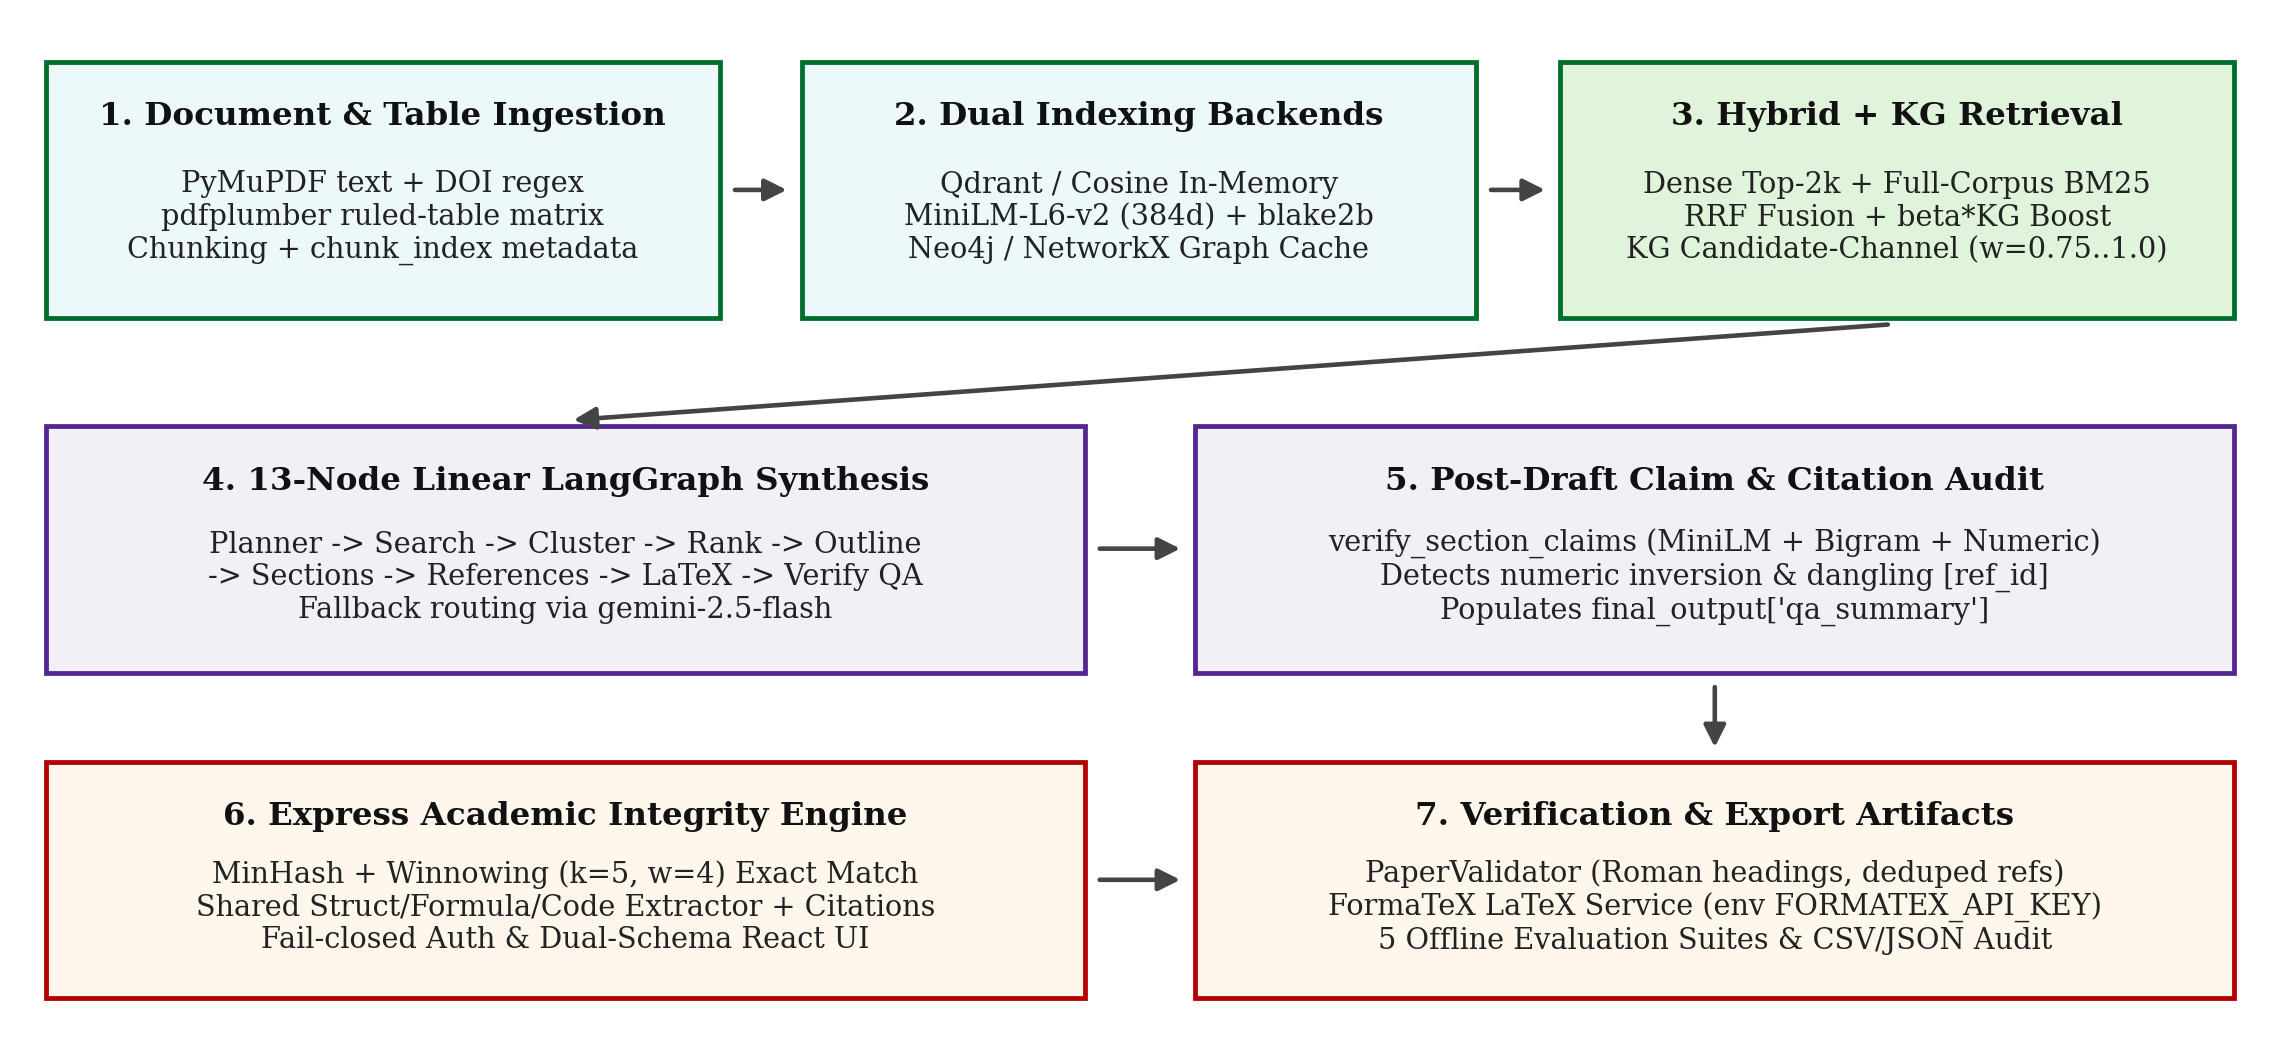 1. Document & Table Ingestion
PyMuPDF text + DOI regex
pdfplumber ruled-table matrix
Chunking + chunk_index metadata
2. Dual Indexing Backends
Qdrant / Cosine In-Memory
MiniLM-L6-v2 (384d) + blake2b
Neo4j / NetworkX Graph Cache
3. Hybrid + KG Retrieval
Dense Top-2k + Full-Corpus BM25
RRF Fusion + beta*KG Boost
KG Candidate-Channel (w=0.75..1.0)
4. 13-Node Linear LangGraph Synthesis
Planner -> Search -> Cluster -> Rank -> Outline
-> Sections -> References -> LaTeX -> Verify QA
Fallback routing via gemini-2.5-flash
5. Post-Draft Claim & Citation Audit
verify_section_claims (MiniLM + Bigram + Numeric)
Detects numeric inversion & dangling [ref_id]
Populates final_output['qa_summary']
6. Express Academic Integrity Engine
MinHash + Winnowing (k=5, w=4) Exact Match
Shared Struct/Formula/Code Extractor + Citations
Fail-closed Auth & Dual-Schema React UI
7. Verification & Export Artifacts
PaperValidator (Roman headings, deduped refs)
FormaTeX LaTeX Service (env FORMATEX_API_KEY)
5 Offline Evaluation Suites & CSV/JSON Audit